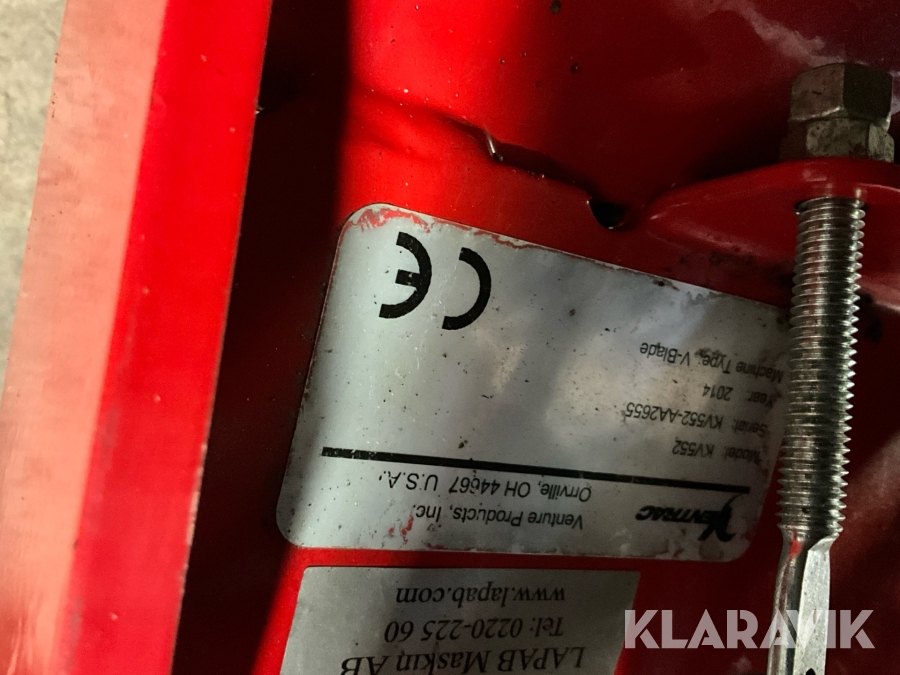 VENTRAC
Venture Products, Inc.
Orrville, OH 44667 U.S.A.
Model: KV552
Serial: KV552-AA2655
Year: 2014
Machine Type: V-Blade
CE
LAPAB Maskin AB
Tel: 0220-225 60
www.lapab.com
KLARAVIK